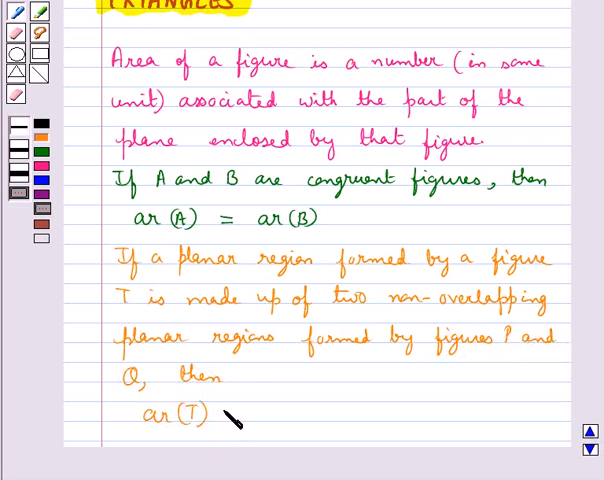 TRIANGLES
Area of a figure is a number (in some
unit) associated with the part of the
plane enclosed by that figure.
If A and B are congruent figures, then
ar (A) = ar (B)
If a planar region formed by a figure
T is made up of two non-overlapping
planar regions formed by figures P and
Q, then
ar (T)